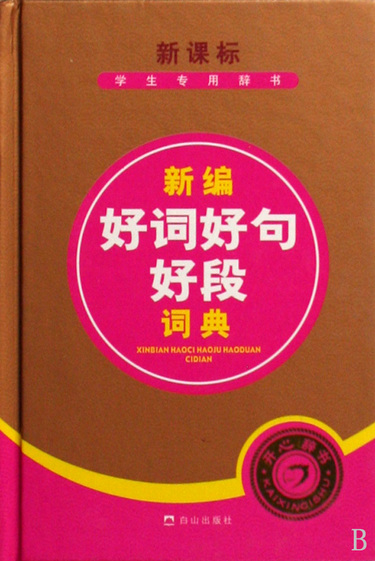 新课标
学生专用辞书
新编
好词好句
好段
词典
XINBIAN HAOCI HAOJU HAODUAN
CIDIAN
开心辞书
KAIXINCISHU
白山出版社
B